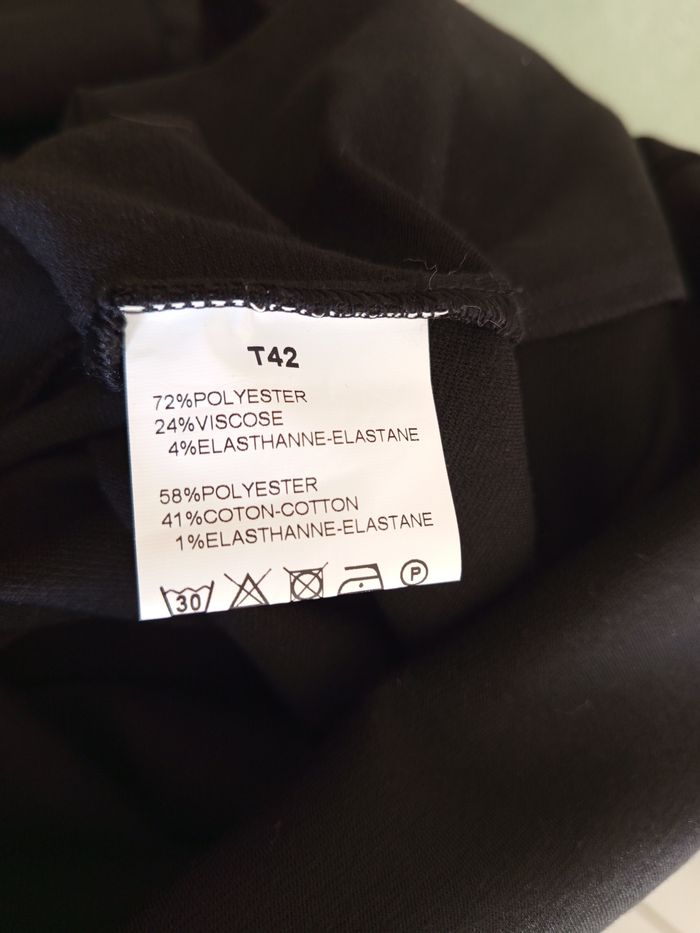 T42
72%POLYESTER
24%VISCOSE
4%ELASTHANNE-ELASTANE
58%POLYESTER
41%COTON-COTTON
1%ELASTHANNE-ELASTANE
30 P